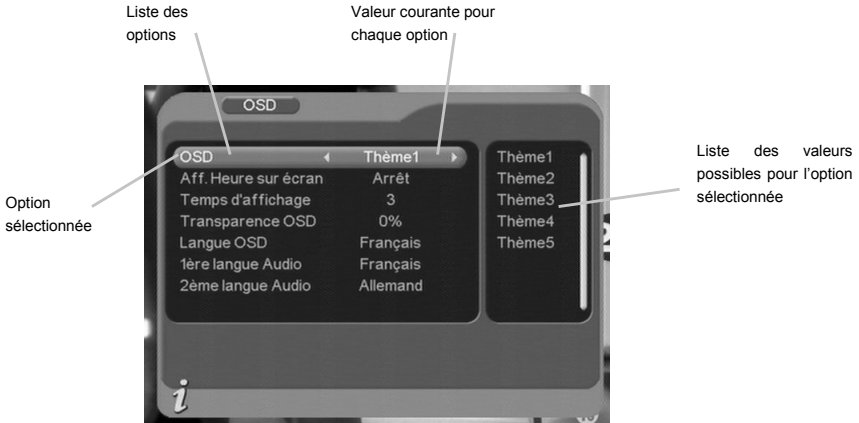 Liste des
options
Valeur courante pour
chaque option
OSD
OSD Thème1
Aff. Heure sur écran Arrêt
Temps d'affichage 3
Transparence OSD 0%
Langue OSD Français
1ère langue Audio Français
2ème langue Audio Allemand
Thème1
Thème2
Thème3
Thème4
Thème5
Option
sélectionnée
Liste des valeurs
possibles pour l'option
sélectionnée
i